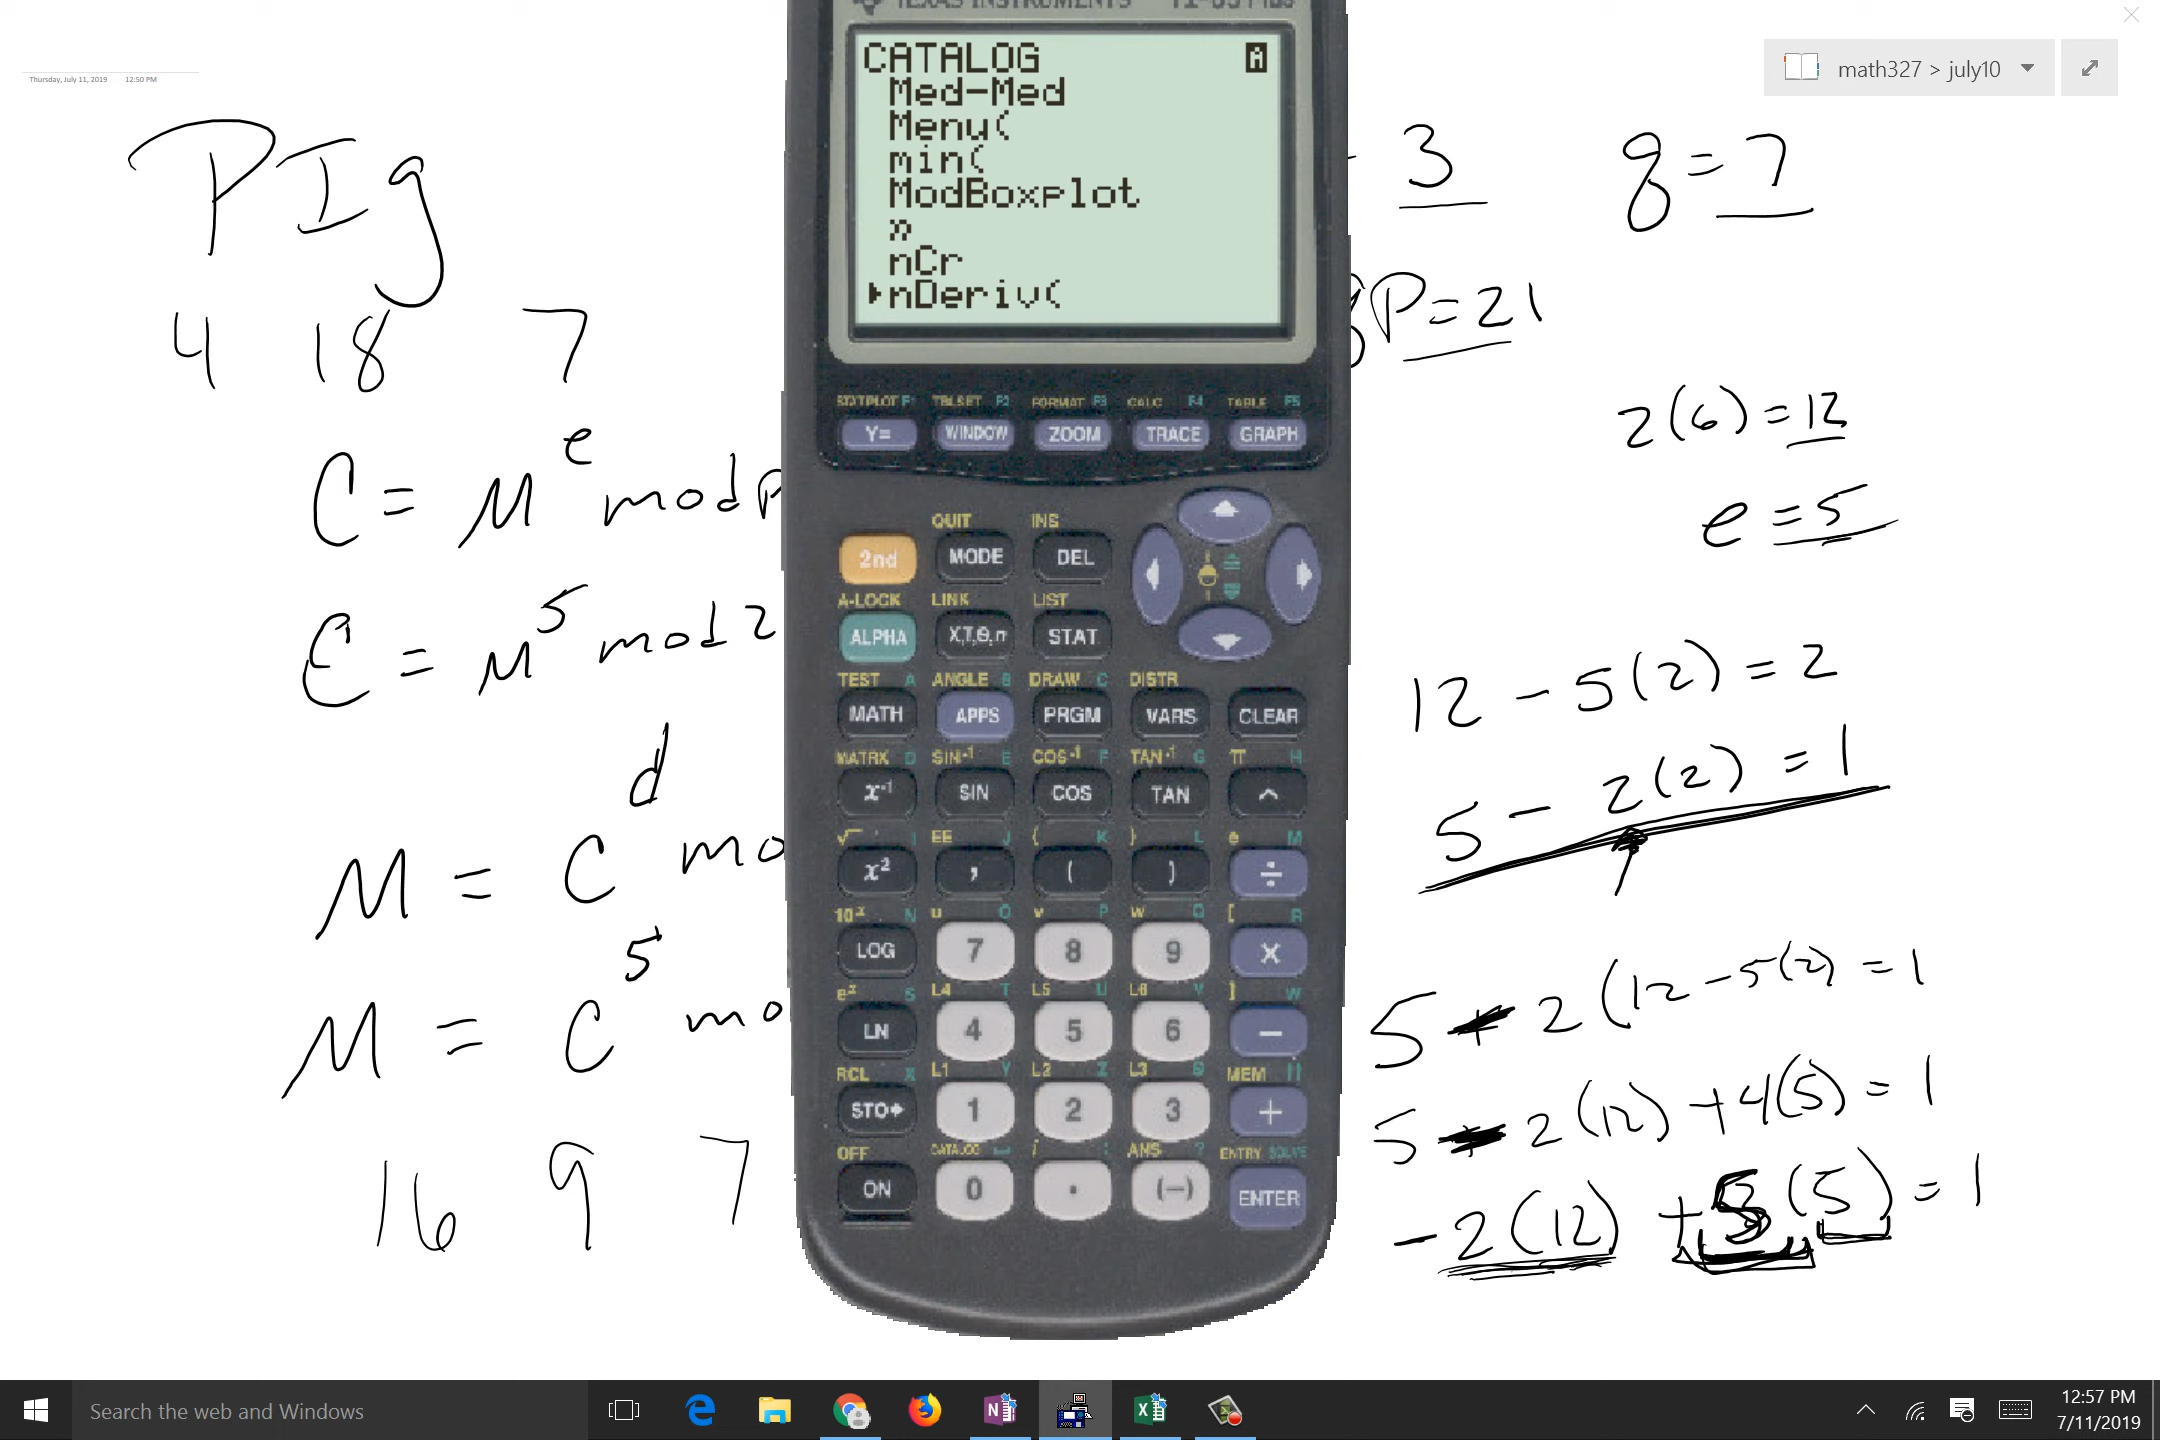 Thursday, July 11, 2019 12:50 PM
math327 > july10
PIg
4 18 7
C = M^e mod p
C = M^5 mod 2
d
M = C mo
5
M = C mo
16 9 7
TEXAS INSTRUMENTS TI-83 Plus
CATALOG A
Med-Med
Menu(
min(
ModBoxplot
»
nCr
▸nDeriv(
STATPLOT F1 TBLSET F2 FORMAT F3 CALC F4 TABLE F5
Y= WINDOW ZOOM TRACE GRAPH
QUIT INS
2nd MODE DEL
A-LOCK LINK LIST
ALPHA X,T,Θ,n STAT
TEST A ANGLE B DRAW C DISTR
MATH APPS PRGM VARS CLEAR
MATRX D SIN-1 E COS-1 F TAN-1 G π H
x-1 SIN COS TAN ^
√ I EE J { K } L e M
x² , ( ) ÷
10^x N u O v P w Q [ R
LOG 7 8 9 ×
e^x S L4 T L5 U L6 V ] W
LN 4 5 6 −
RCL X L1 Y L2 Z L3 θ MEM "
STO➔ 1 2 3 +
OFF CATALOG i : ANS ? ENTRY SOLVE
ON 0 . (-) ENTER
3 q = 7
P = 21
2(6) = 12
e = 5
12 - 5(2) = 2
5 - 2(2) = 1
5 - 2(12 - 5(2) = 1
5 - 2(12) + 4(5) = 1
- 2(12) + 5(5) = 1
Search the web and Windows
12:57 PM
7/11/2019